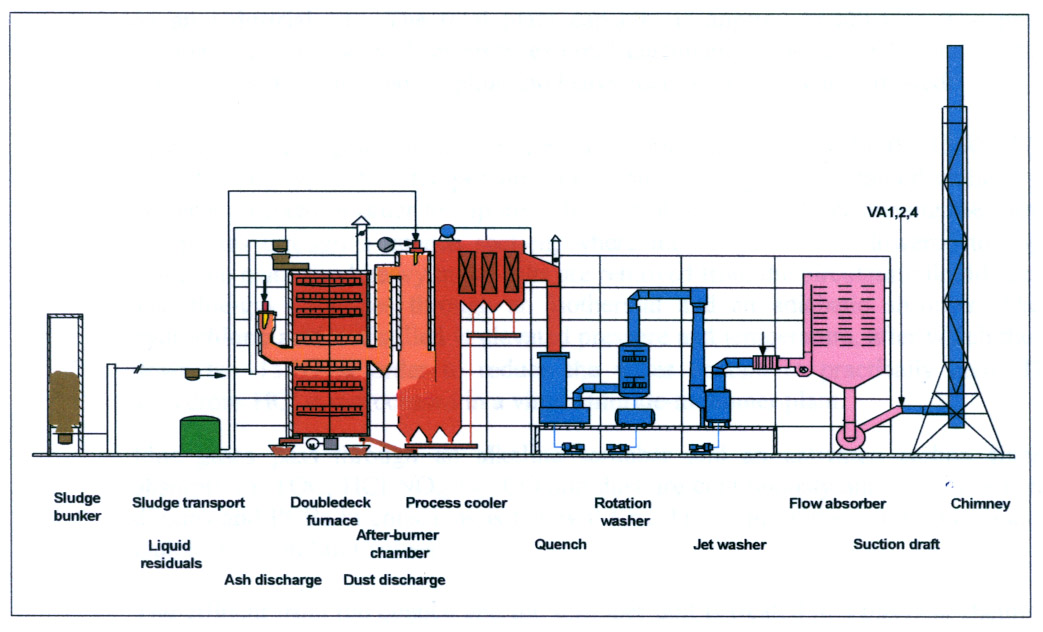 VA1,2,4
Sludge
bunker
Sludge transport
Doubledeck
furnace
Process cooler
Rotation
washer
Flow absorber
Chimney
After-burner
chamber
Liquid
residuals
Quench
Jet washer
Suction draft
Ash discharge
Dust discharge
M